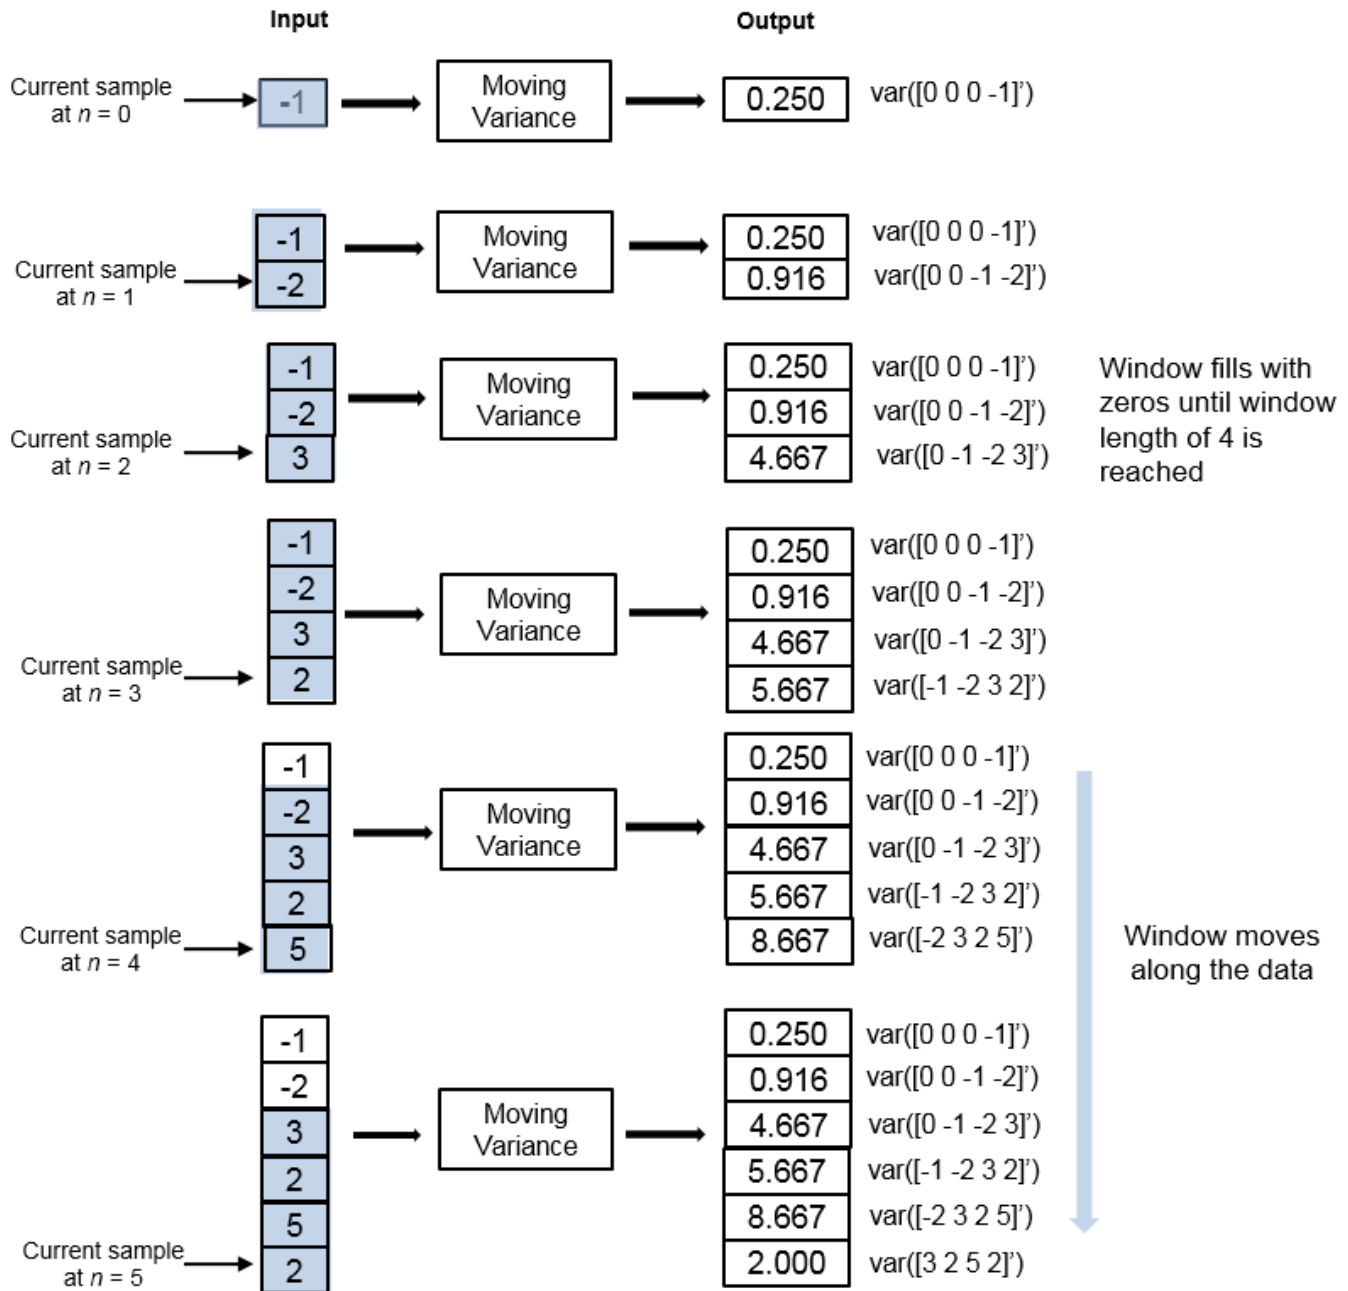 Input
Output
Current sample
at n = 0
-1
Moving
Variance
0.250
var([0 0 0 -1]')
Current sample
at n = 1
-1
-2
Moving
Variance
0.250
0.916
var([0 0 0 -1]')
var([0 0 -1 -2]')
Current sample
at n = 2
-1
-2
3
Moving
Variance
0.250
0.916
4.667
var([0 0 0 -1]')
var([0 0 -1 -2]')
var([0 -1 -2 3]')
Window fills with
zeros until window
length of 4 is
reached
Current sample
at n = 3
-1
-2
3
2
Moving
Variance
0.250
0.916
4.667
5.667
var([0 0 0 -1]')
var([0 0 -1 -2]')
var([0 -1 -2 3]')
var([-1 -2 3 2]')
Current sample
at n = 4
-1
-2
3
2
5
Moving
Variance
0.250
0.916
4.667
5.667
8.667
var([0 0 0 -1]')
var([0 0 -1 -2]')
var([0 -1 -2 3]')
var([-1 -2 3 2]')
var([-2 3 2 5]')
Window moves
along the data
Current sample
at n = 5
-1
-2
3
2
5
2
Moving
Variance
0.250
0.916
4.667
5.667
8.667
2.000
var([0 0 0 -1]')
var([0 0 -1 -2]')
var([0 -1 -2 3]')
var([-1 -2 3 2]')
var([-2 3 2 5]')
var([3 2 5 2]')